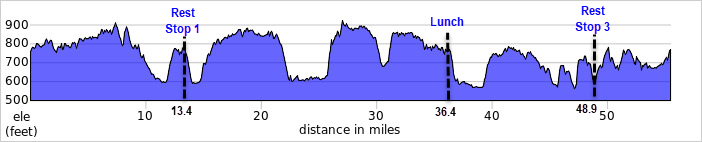 Rest
Stop 1
Lunch
Rest
Stop 3
900
800
700
600
500
13.4
36.4
48.9
ele
(feet)
10
20
30
40
50
distance in miles